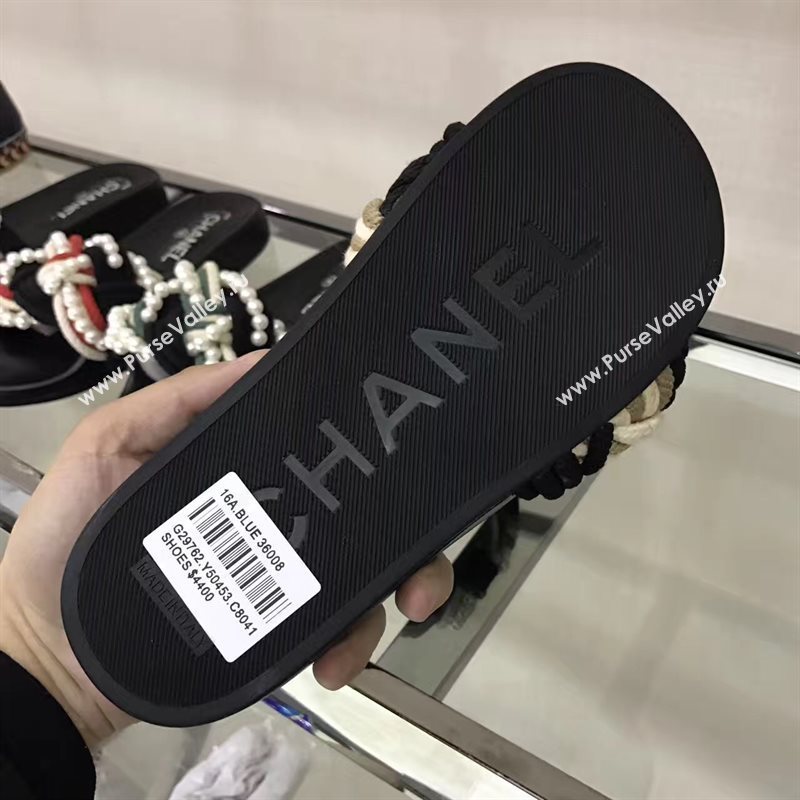 CHANEL
CHANEL
CHANEL
16A.BLUE 36008
G29762.Y50453.C8041
SHOES $4400
MADE IN ITALY
www.PurseValley.ru
www.PurseValley.ru